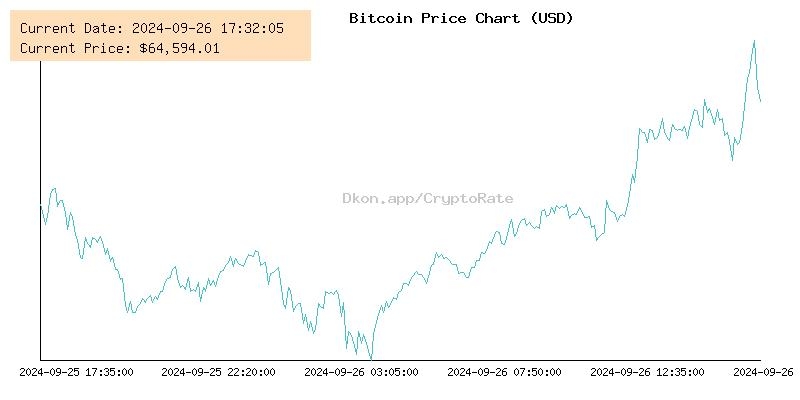 Bitcoin Price Chart (USD)
Current Date: 2024-09-26 17:32:05
Current Price: $64,594.01
Dkon.app/CryptoRate
2024-09-25 17:35:00
2024-09-25 22:20:00
2024-09-26 03:05:00
2024-09-26 07:50:00
2024-09-26 12:35:00
2024-09-26